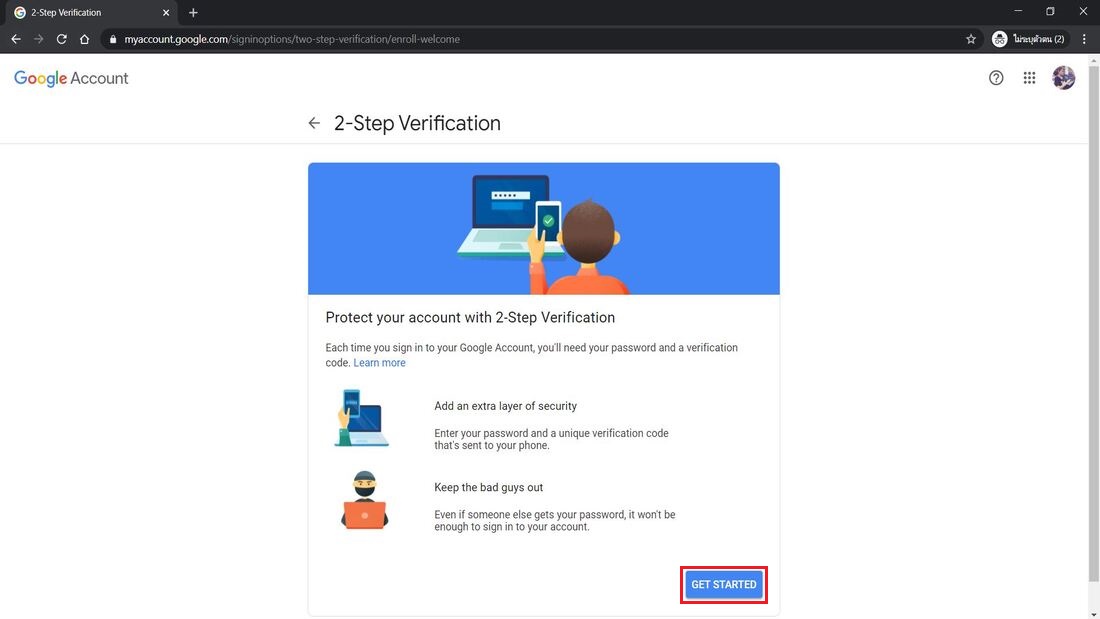 2-Step Verification
myaccount.google.com/signinoptions/two-step-verification/enroll-welcome
ไม่ระบุตัวตน (2)
Google Account
2-Step Verification
Protect your account with 2-Step Verification
Each time you sign in to your Google Account, you'll need your password and a verification
code. Learn more
Add an extra layer of security
Enter your password and a unique verification code
that's sent to your phone.
Keep the bad guys out
Even if someone else gets your password, it won't be
enough to sign in to your account.
GET STARTED